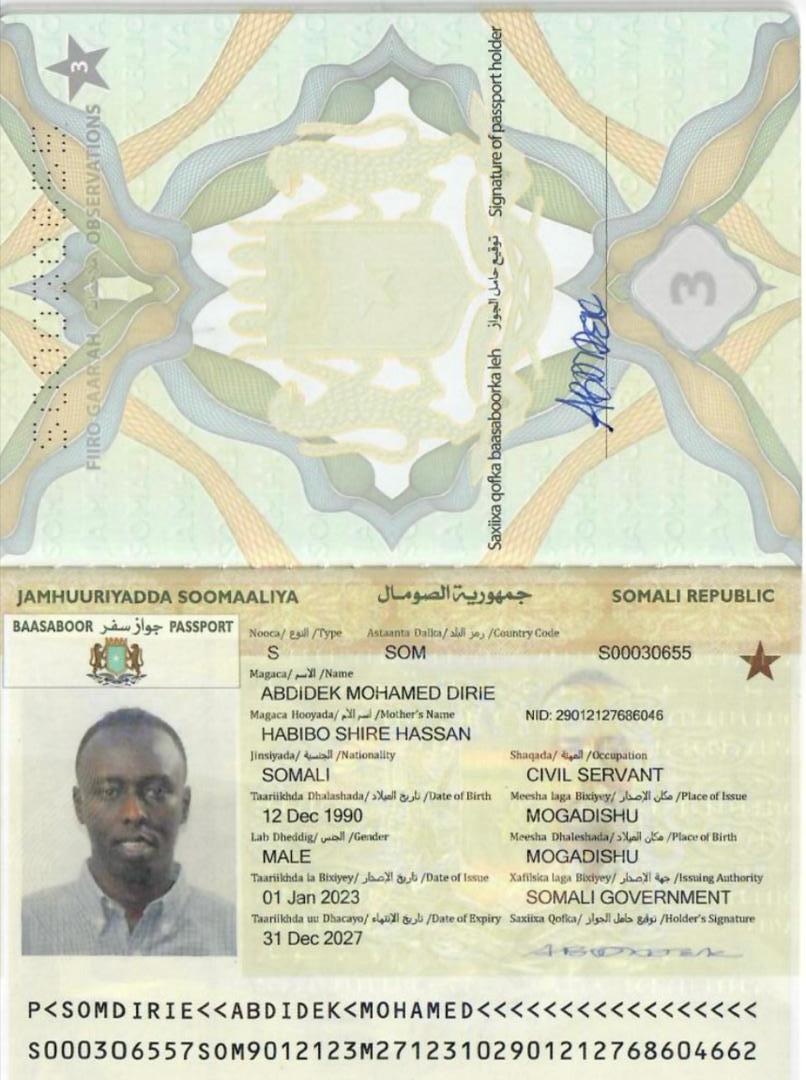 3
FIIRO GAAR AH
OBSERVATIONS
Saxiixa qofka baasaboorka leh توقيع حامل الجواز Signature of passport holder
ABDIDEK
3
JAMHUURIYADDA SOOMAALIYA جمهورية الصومال SOMALI REPUBLIC
BAASABOOR جواز سفر PASSPORT
Nooca/ النوع /Type Astaanta Dalka/ رمز البلد /Country Code
S SOM S00030655
Magaca/ الاسم /Name
ABDIDEK MOHAMED DIRIE
Magaca Hooyada/ اسم الأم /Mother's Name NID: 29012127686046
HABIBO SHIRE HASSAN
Jinsiyada/ الجنسية /Nationality Shaqada/ المهنة /Occupation
SOMALI CIVIL SERVANT
Taariikhda Dhalashada/ تاريخ الميلاد /Date of Birth Meesha laga Bixiyey/ مكان الإصدار /Place of Issue
12 Dec 1990 MOGADISHU
Lab Dheddig/ الجنس /Gender Meesha Dhaleshada/ مكان الميلاد /Place of Birth
MALE MOGADISHU
Taariikhda la Bixiyey/ تاريخ الإصدار /Date of Issue Xafiiska laga Bixiyey/ جهة الإصدار /Issuing Authority
01 Jan 2023 SOMALI GOVERNMENT
Taariikhda uu Dhacayo/ تاريخ الانتهاء /Date of Expiry Saxiixa Qofka/ توقيع حامل الجواز /Holder's Signature
31 Dec 2027 ABDIDEK
P<SOMDIRIE<<ABDIDEK<MOHAMED<<<<<<<<<<<<<<<<<
S000306557SOM9012123M2712310290121276860466​2